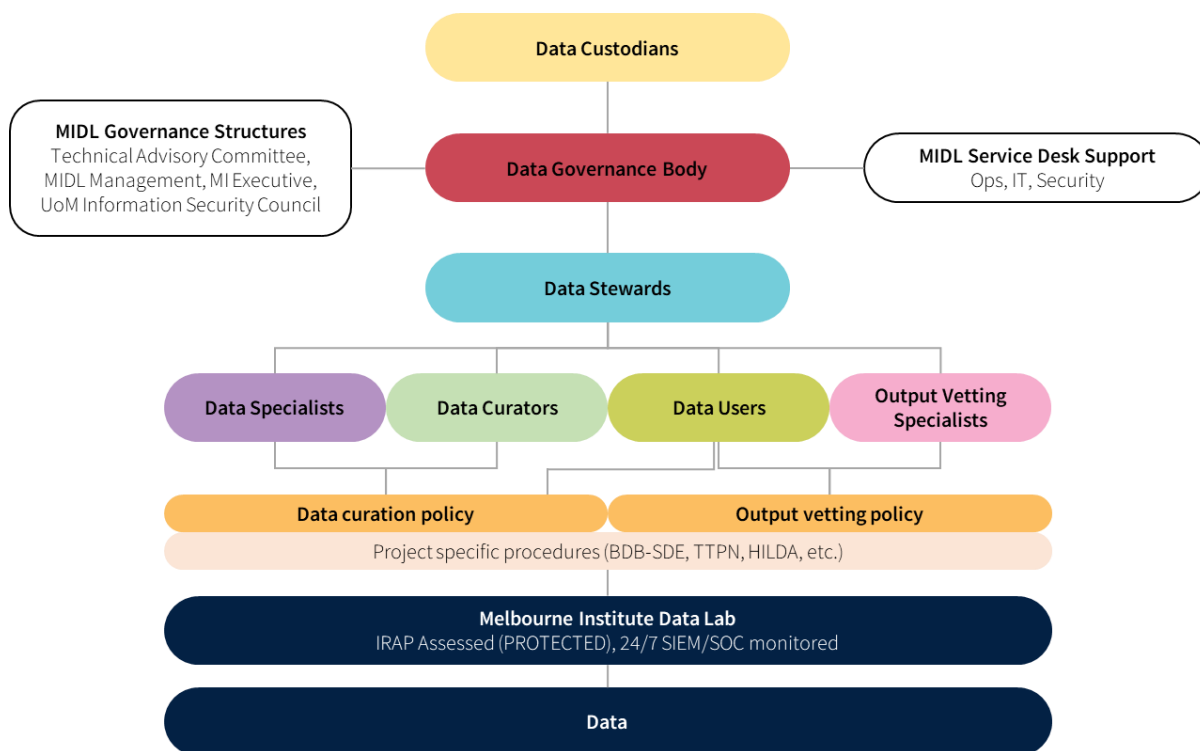 Data Custodians
MIDL Governance Structures
Technical Advisory Committee,
MIDL Management, MI Executive,
UoM Information Security Council
Data Governance Body
MIDL Service Desk Support
Ops, IT, Security
Data Stewards
Data Specialists
Data Curators
Data Users
Output Vetting
Specialists
Data curation policy
Output vetting policy
Project specific procedures (BDB-SDE, TTPN, HILDA, etc.)
Melbourne Institute Data Lab
IRAP Assessed (PROTECTED), 24/7 SIEM/SOC monitored
Data